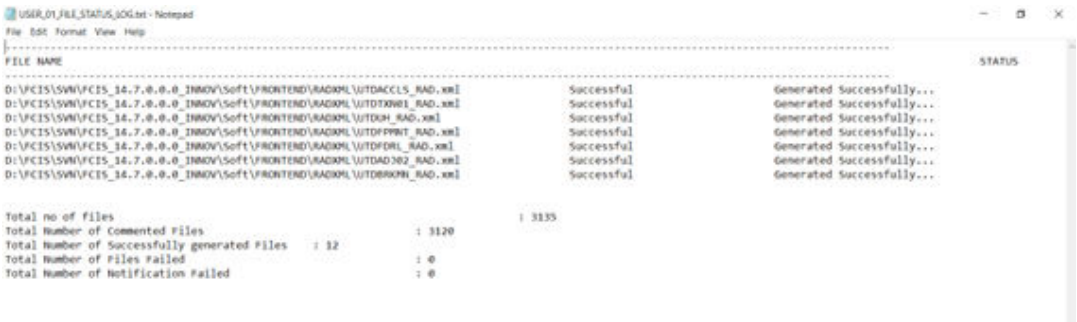 USER_01_FILE_STATUS_LOG.txt - Notepad
File Edit Format View Help
FILE NAME STATUS
D:\FCIS\SVN\FCIS_14.7.0.0.0_INNOV\Soft\FRONTEND\RADXML\UTDACCLS_RAD.xml Successful Generated Successfully...
D:\FCIS\SVN\FCIS_14.7.0.0.0_INNOV\Soft\FRONTEND\RADXML\UTDTXN01_RAD.xml Successful Generated Successfully...
D:\FCIS\SVN\FCIS_14.7.0.0.0_INNOV\Soft\FRONTEND\RADXML\UTDUH_RAD.xml Successful Generated Successfully...
D:\FCIS\SVN\FCIS_14.7.0.0.0_INNOV\Soft\FRONTEND\RADXML\UTDFPMNT_RAD.xml Successful Generated Successfully...
D:\FCIS\SVN\FCIS_14.7.0.0.0_INNOV\Soft\FRONTEND\RADXML\UTDFDRL_RAD.xml Successful Generated Successfully...
D:\FCIS\SVN\FCIS_14.7.0.0.0_INNOV\Soft\FRONTEND\RADXML\UTDADJ02_RAD.xml Successful Generated Successfully...
D:\FCIS\SVN\FCIS_14.7.0.0.0_INNOV\Soft\FRONTEND\RADXML\UTDBRKMN_RAD.xml Successful Generated Successfully...
Total no of files : 3135
Total Number of Commented Files : 3120
Total Number of Successfully generated Files : 12
Total Number of Files Failed : 0
Total Number of Notification Failed : 0